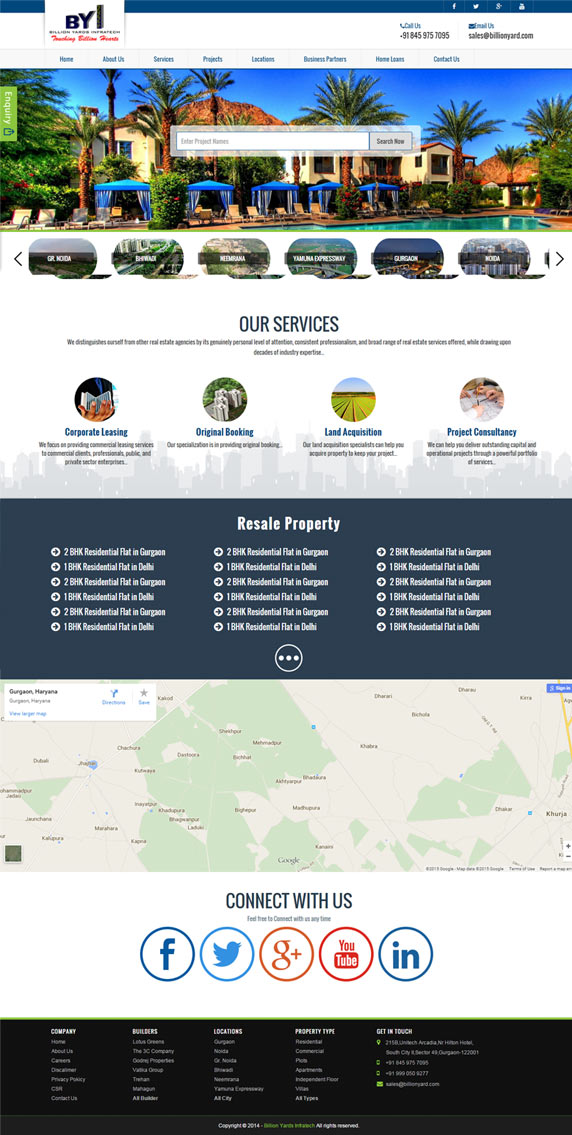 BYI
BILLION YARDS INFRATECH
Touching Billion Hearts
Call Us
+91 845 975 7095
Email Us
sales@billionyard.com
Home About Us Services Projects Locations Business Partners Home Loans Contact Us
Enquiry
Enter Project Names Search Now
GR. NOIDA BHIWADI NEEMRANA YAMUNA EXPRESSWAY GURGAON NOIDA
OUR SERVICES
We distinguishes ourself from other real estate agencies by its genuinely personal level of attention, consistent professionalism, and broad range of real estate services offered, while drawing upon
decades of industry expertise..
Corporate Leasing
We focus on providing commercial leasing services
to commercial clients, professionals, public, and
private sector enterprises...
Original Booking
Our specialization is in providing original booking...
Land Acquisition
Our land acquisition specialists can help you
acquire property to keep your project...
Project Consultancy
We can help you deliver outstanding capital and
operational projects through a powerful portfolio
of services...
Resale Property
2 BHK Residential Flat in Gurgaon 2 BHK Residential Flat in Gurgaon 2 BHK Residential Flat in Gurgaon
1 BHK Residential Flat in Delhi 1 BHK Residential Flat in Delhi 1 BHK Residential Flat in Delhi
2 BHK Residential Flat in Gurgaon 2 BHK Residential Flat in Gurgaon 2 BHK Residential Flat in Gurgaon
1 BHK Residential Flat in Delhi 1 BHK Residential Flat in Delhi 1 BHK Residential Flat in Delhi
2 BHK Residential Flat in Gurgaon 2 BHK Residential Flat in Gurgaon 2 BHK Residential Flat in Gurgaon
1 BHK Residential Flat in Delhi 1 BHK Residential Flat in Delhi 1 BHK Residential Flat in Delhi
Gurgaon, Haryana
Gurgaon, Haryana
View larger map
Directions
Save
Sign in
Kakod
Dharari
Dharau
Kirra
Bichola
Shekhpur
Chachura
Mehmadpur
Khabra
Dubali
Jhajhar
Dastoora
Bichhat
Kutwaya
Akhtyarpur
Bhadaura
ohammadpur
Jadau
Inayatpur
Khadupura
Bighepur
Madhupura
Dhakar
Khurja
Jaunchana
Bhagwanpur
Laduki
Marahara
Kalupura
Kapna
Kanaini
Google
©2015 Google - Map data ©2015 Google Terms of Use Report a map err
CONNECT WITH US
Feel free to Connect with us any time
You
Tube
COMPANY
Home
About Us
Careers
Discatimer
Privacy Pokicy
CSR
Contact Us
BUILDERS
Lotus Greens
The 3C Company
Godrej Properties
Vatika Group
Trehan
Mahagun
All Builder
LOCATIONS
Gurgaon
Noida
Gr. Noida
Bhiwadi
Neemrana
Yamuna Expressway
All City
PROPERTY TYPE
Residential
Commercial
Plots
Apartments
Independent Floor
Villas
All Types
GET IN TOUCH
215B,Unitech Arcadia,Nr Hilton Hotel,
South City II,Sector 49,Gurgaon-122001
+91 845 975 7095
+91 999 050 9277
sales@billionyard.com
Copyright © 2014 - Billion Yards Infratech All rights reserved.